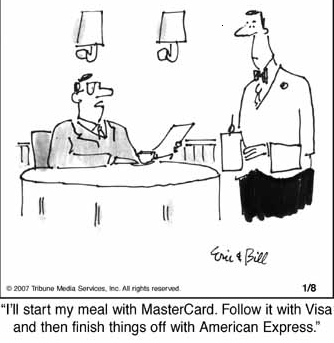 Eric & Bill
© 2007 Tribune Media Services, Inc. All rights reserved.
1/8
“I'll start my meal with MasterCard. Follow it with Visa
and then finish things off with American Express.”